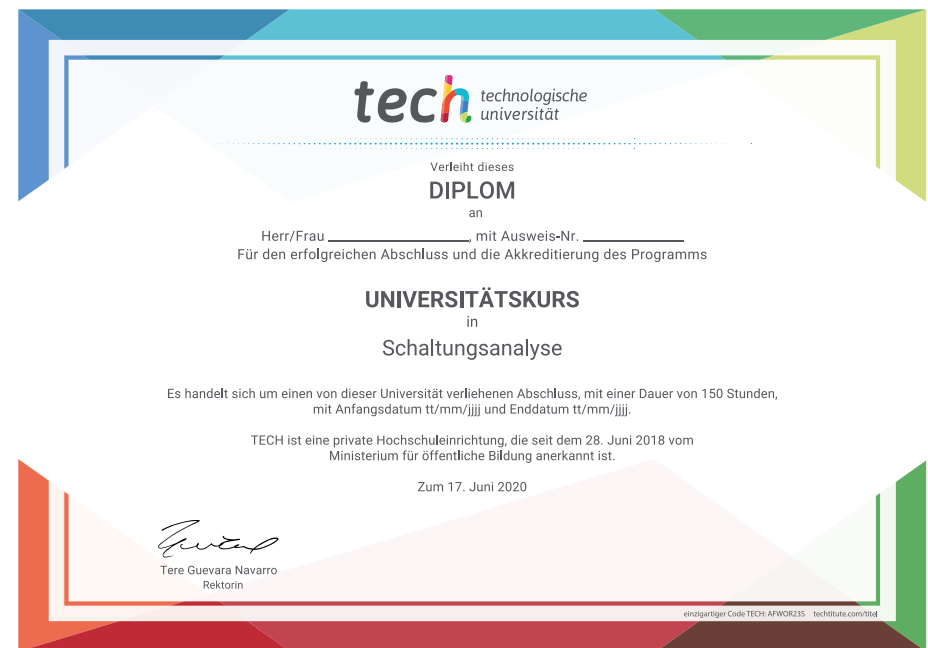 tech technologische
universität
Verleiht dieses
DIPLOM
an
Herr/Frau ____________, mit Ausweis-Nr. ____________
Für den erfolgreichen Abschluss und die Akkreditierung des Programms
UNIVERSITÄTSKURS
in
Schaltungsanalyse
Es handelt sich um einen von dieser Universität verliehenen Abschluss, mit einer Dauer von 150 Stunden,
mit Anfangsdatum tt/mm/jjjj und Enddatum tt/mm/jjjj.
TECH ist eine private Hochschuleinrichtung, die seit dem 28. Juni 2018 vom
Ministerium für öffentliche Bildung anerkannt ist.
Zum 17. Juni 2020
Tere Guevara Navarro
Rektorin
einzigartiger Code TECH: AFWOR23S techtitute.com/titel